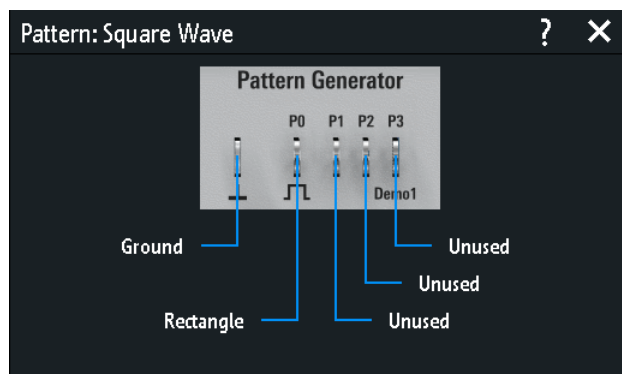 Pattern: Square Wave ? ×
Pattern Generator
P0 P1 P2 P3
Demo1
Ground Unused
Unused
Rectangle Unused